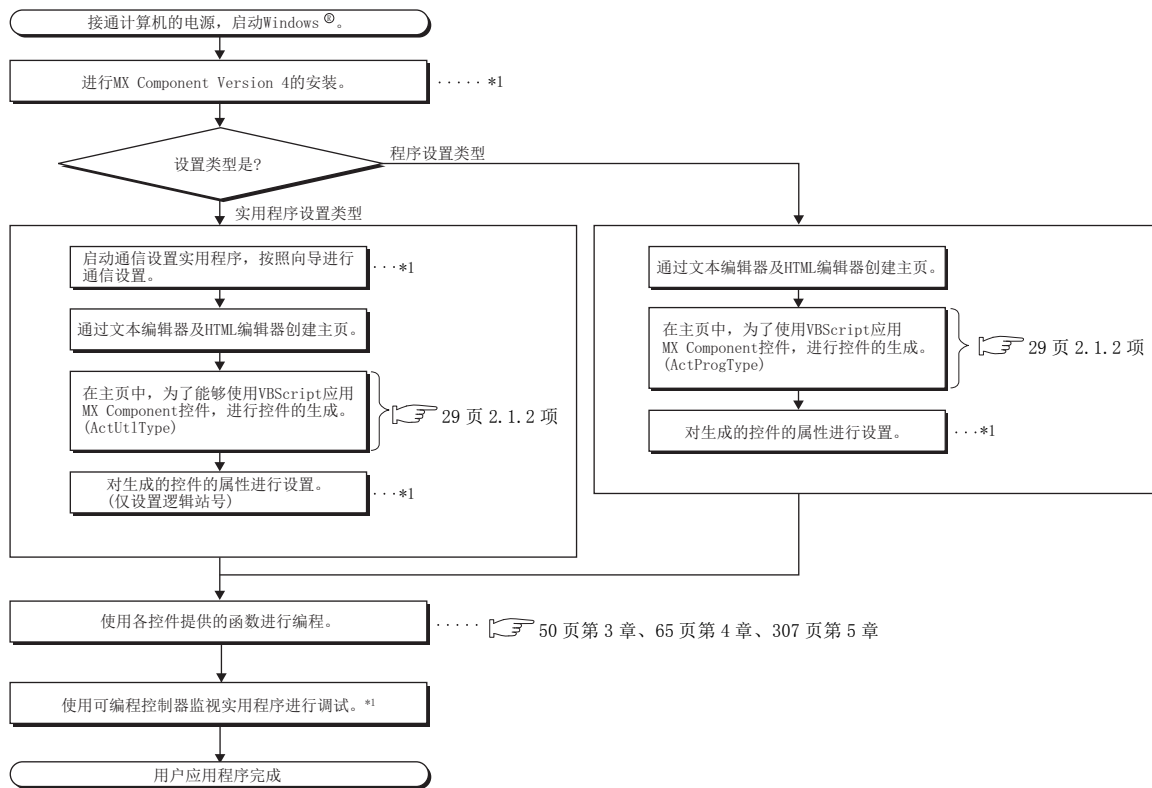 接通计算机的电源，启动Windows®。
进行MX Component Version 4的安装。
·····*1
设置类型是?
程序设置类型
实用程序设置类型
启动通信设置实用程序，按照向导进行
通信设置。
···*1
通过文本编辑器及HTML编辑器创建主页。
在主页中，为了能够使用VBScript应用
MX Component控件，进行控件的生成。
(ActUtlType)
29 页 2.1.2 项
对生成的控件的属性进行设置。
(仅设置逻辑站号)
···*1
通过文本编辑器及HTML编辑器创建主页。
在主页中，为了使用VBScript应用
MX Component控件，进行控件的生成。
(ActProgType)
29 页 2.1.2 项
对生成的控件的属性进行设置。
···*1
使用各控件提供的函数进行编程。
····· 50 页第 3 章、65 页第 4 章、307 页第 5 章
使用可编程控制器监视实用程序进行调试。*1
用户应用程序完成